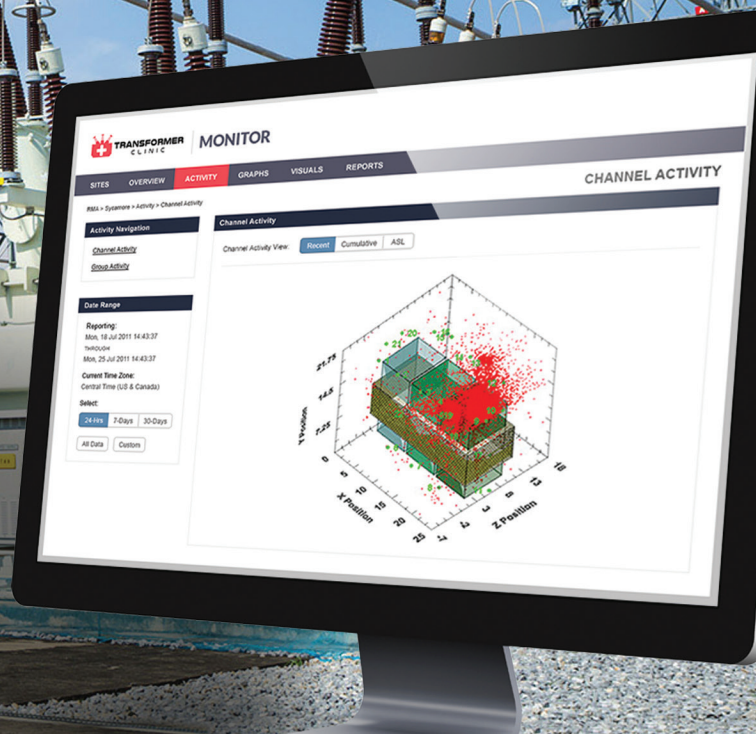 TRANSFORMER
CLINIC
MONITOR
SITES OVERVIEW ACTIVITY GRAPHS VISUALS REPORTS
CHANNEL ACTIVITY
RMA > Sycamore > Activity > Channel Activity
Activity Navigation
Channel Activity
Group Activity
Date Range
Reporting:
Mon, 18 Jul 2011 14:43:37
THROUGH
Mon, 25 Jul 2011 14:43:37
Current Time Zone:
Central Time (US & Canada)
Select:
24-Hrs 7-Days 30-Days
All Data Custom
Channel Activity
Channel Activity View: Recent Cumulative ASL
21.75
14.5
7.25
Y Position
0 5 10 15 20 25
X Position
Z Position